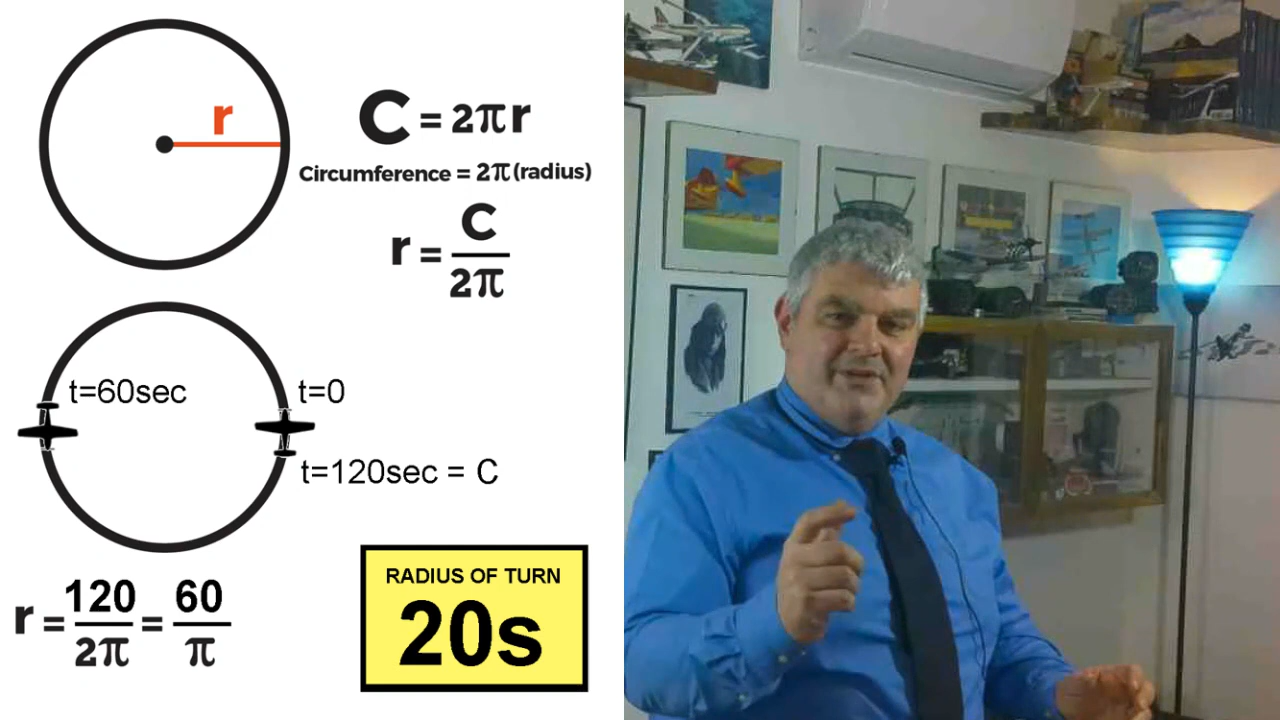 r
C = 2πr
Circumference = 2π(radius)
r = C
2π
t=60sec
t=0
t=120sec = C
r = 120 = 60
2π π
RADIUS OF TURN
20s